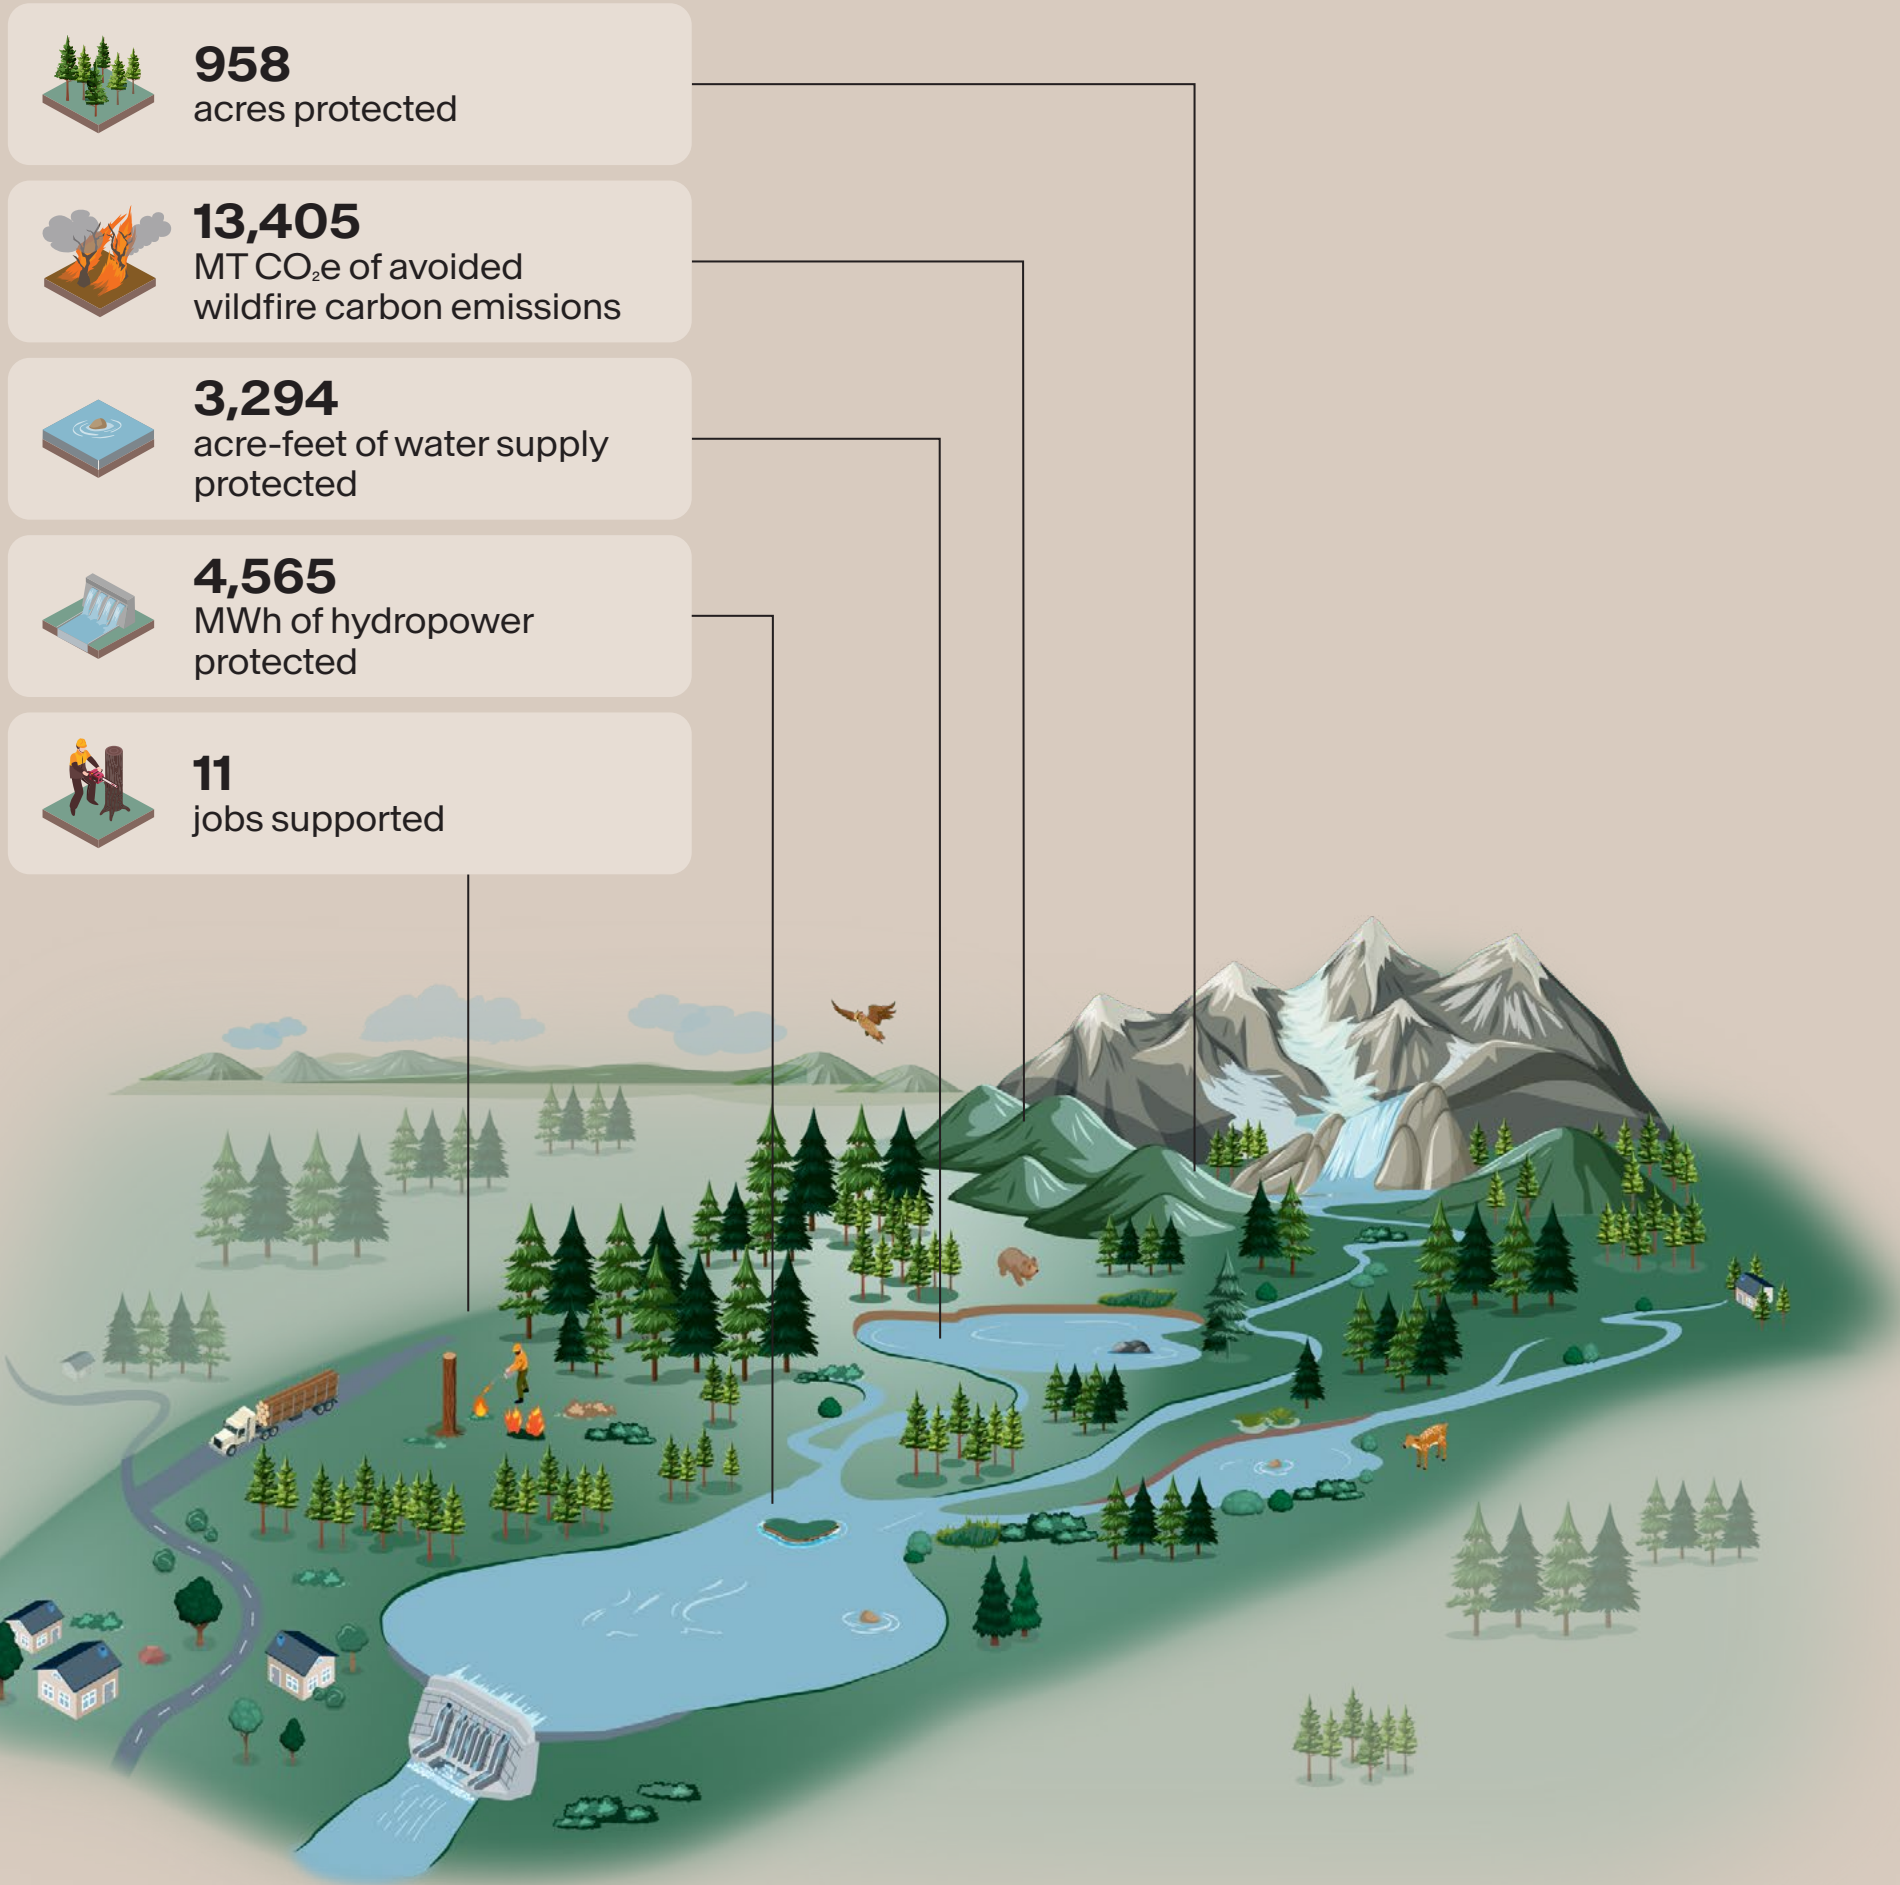 958
acres protected
13,405
MT CO₂e of avoided
wildfire carbon emissions
3,294
acre-feet of water supply
protected
4,565
MWh of hydropower
protected
11
jobs supported